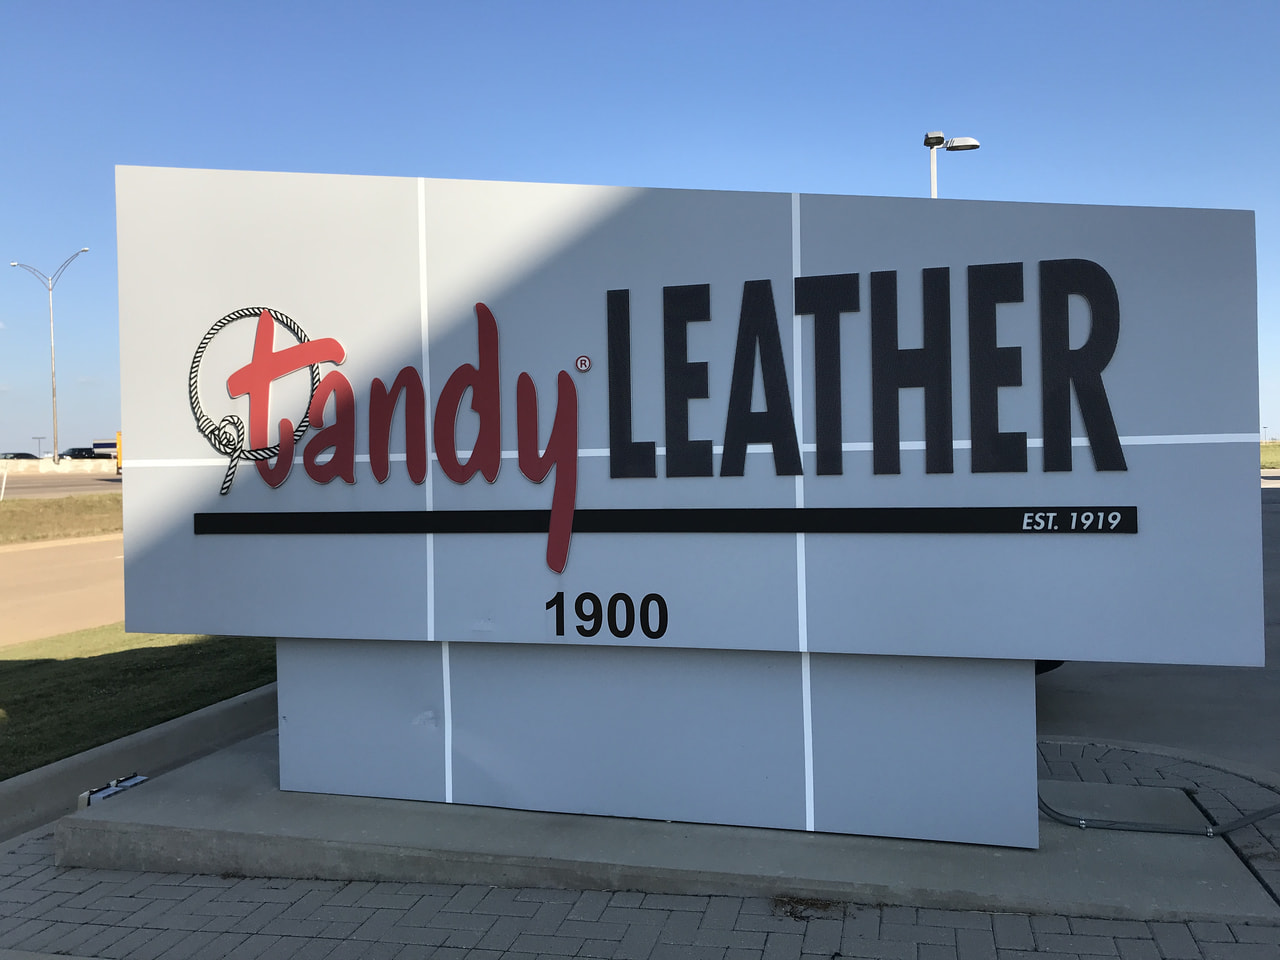 tandy® LEATHER
EST. 1919
1900